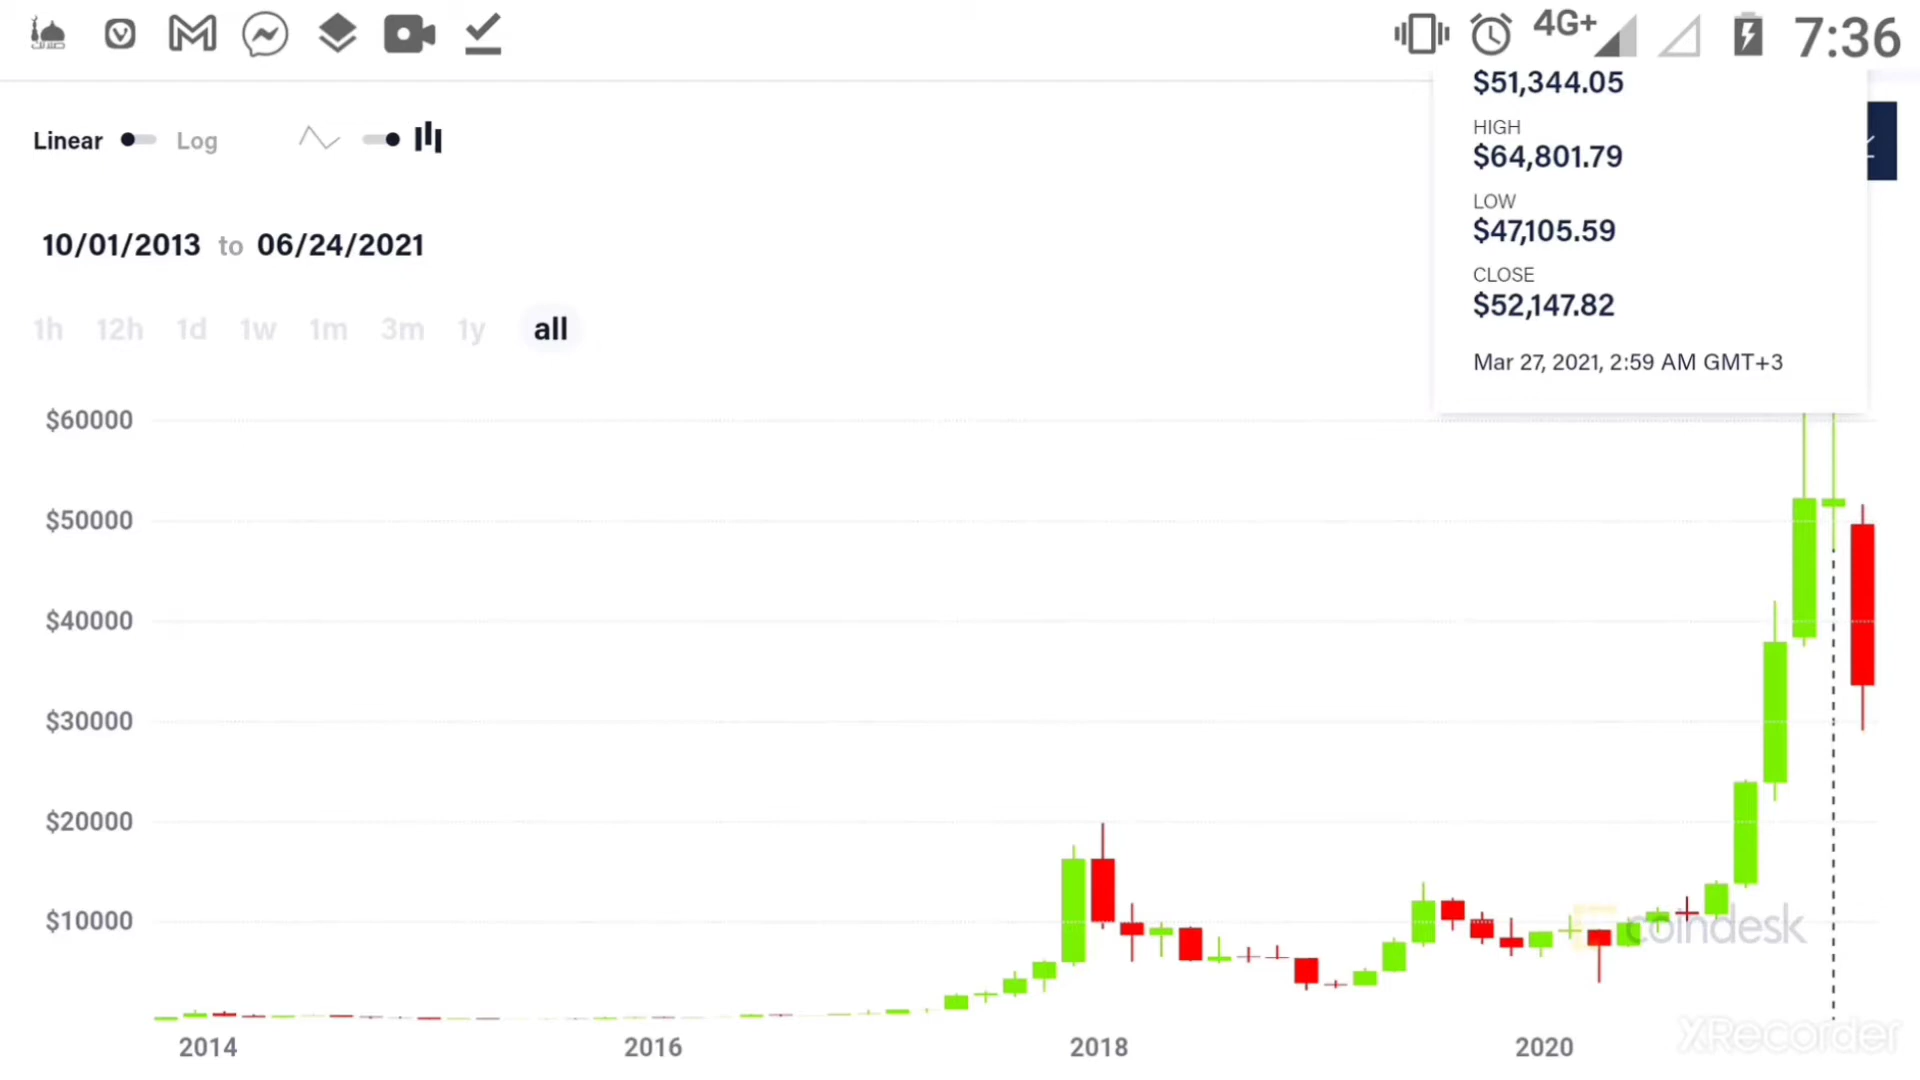 4G+ 7:36
$51,344.05
HIGH
$64,801.79
LOW
$47,105.59
CLOSE
$52,147.82
Mar 27, 2021, 2:59 AM GMT+3
Linear Log
10/01/2013 to 06/24/2021
1h 12h 1d 1w 1m 3m 1y all
$60000
$50000
$40000
$30000
$20000
$10000
coindesk
2014 2016 2018 2020
XRecorder